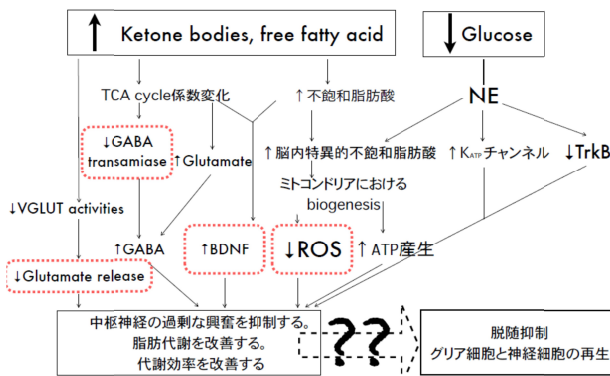 ↑ Ketone bodies, free fatty acid
↓ Glucose
TCA cycle係数変化
↑不飽和脂肪酸
NE
↓GABA
transamiase
↑Glutamate
↑脳内特異的不飽和脂肪酸
↑KATPチャンネル
↓TrkB
ミトコンドリアにおける
biogenesis
↓VGLUT activities
↑GABA
↑BDNF
↓ROS
↑ATP産生
↓Glutamate release
中枢神経の過剰な興奮を抑制する。
脂肪代謝を改善する。
代謝効率を改善する
??
脱随抑制
グリア細胞と神経細胞の再生